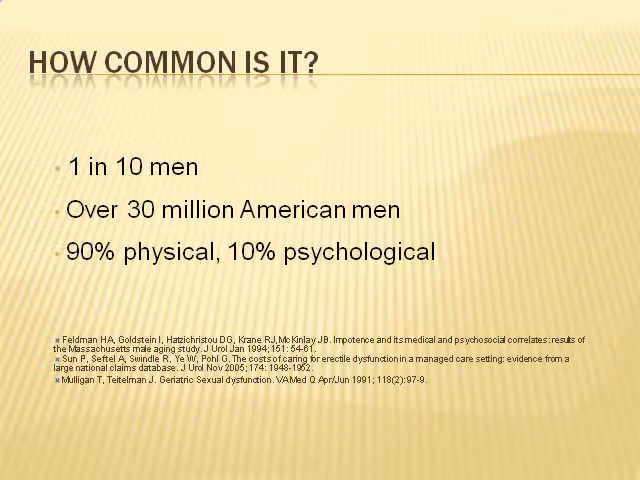 HOW COMMON IS IT?
• 1 in 10 men
• Over 30 million American men
• 90% physical, 10% psychological
Feldman HA, Goldstein I, Hatzichristou DG, Krane RJ, McKinlay JB. Impotence and its medical and psychosocial correlates: results of
the Massachusetts male aging study. J Urol Jan 1994; 151: 54-61.
Sun P, Seftel A, Swindle R, Ye W, Pohl G. The costs of caring for erectile dysfunction in a managed care setting: evidence from a
large national claims database. J Urol Nov 2005; 174: 1948-1952.
Mulligan T, Teitelman J. Geriatric Sexual dysfunction. VA Med Q Apr/Jun 1991; 118(2): 97-9.